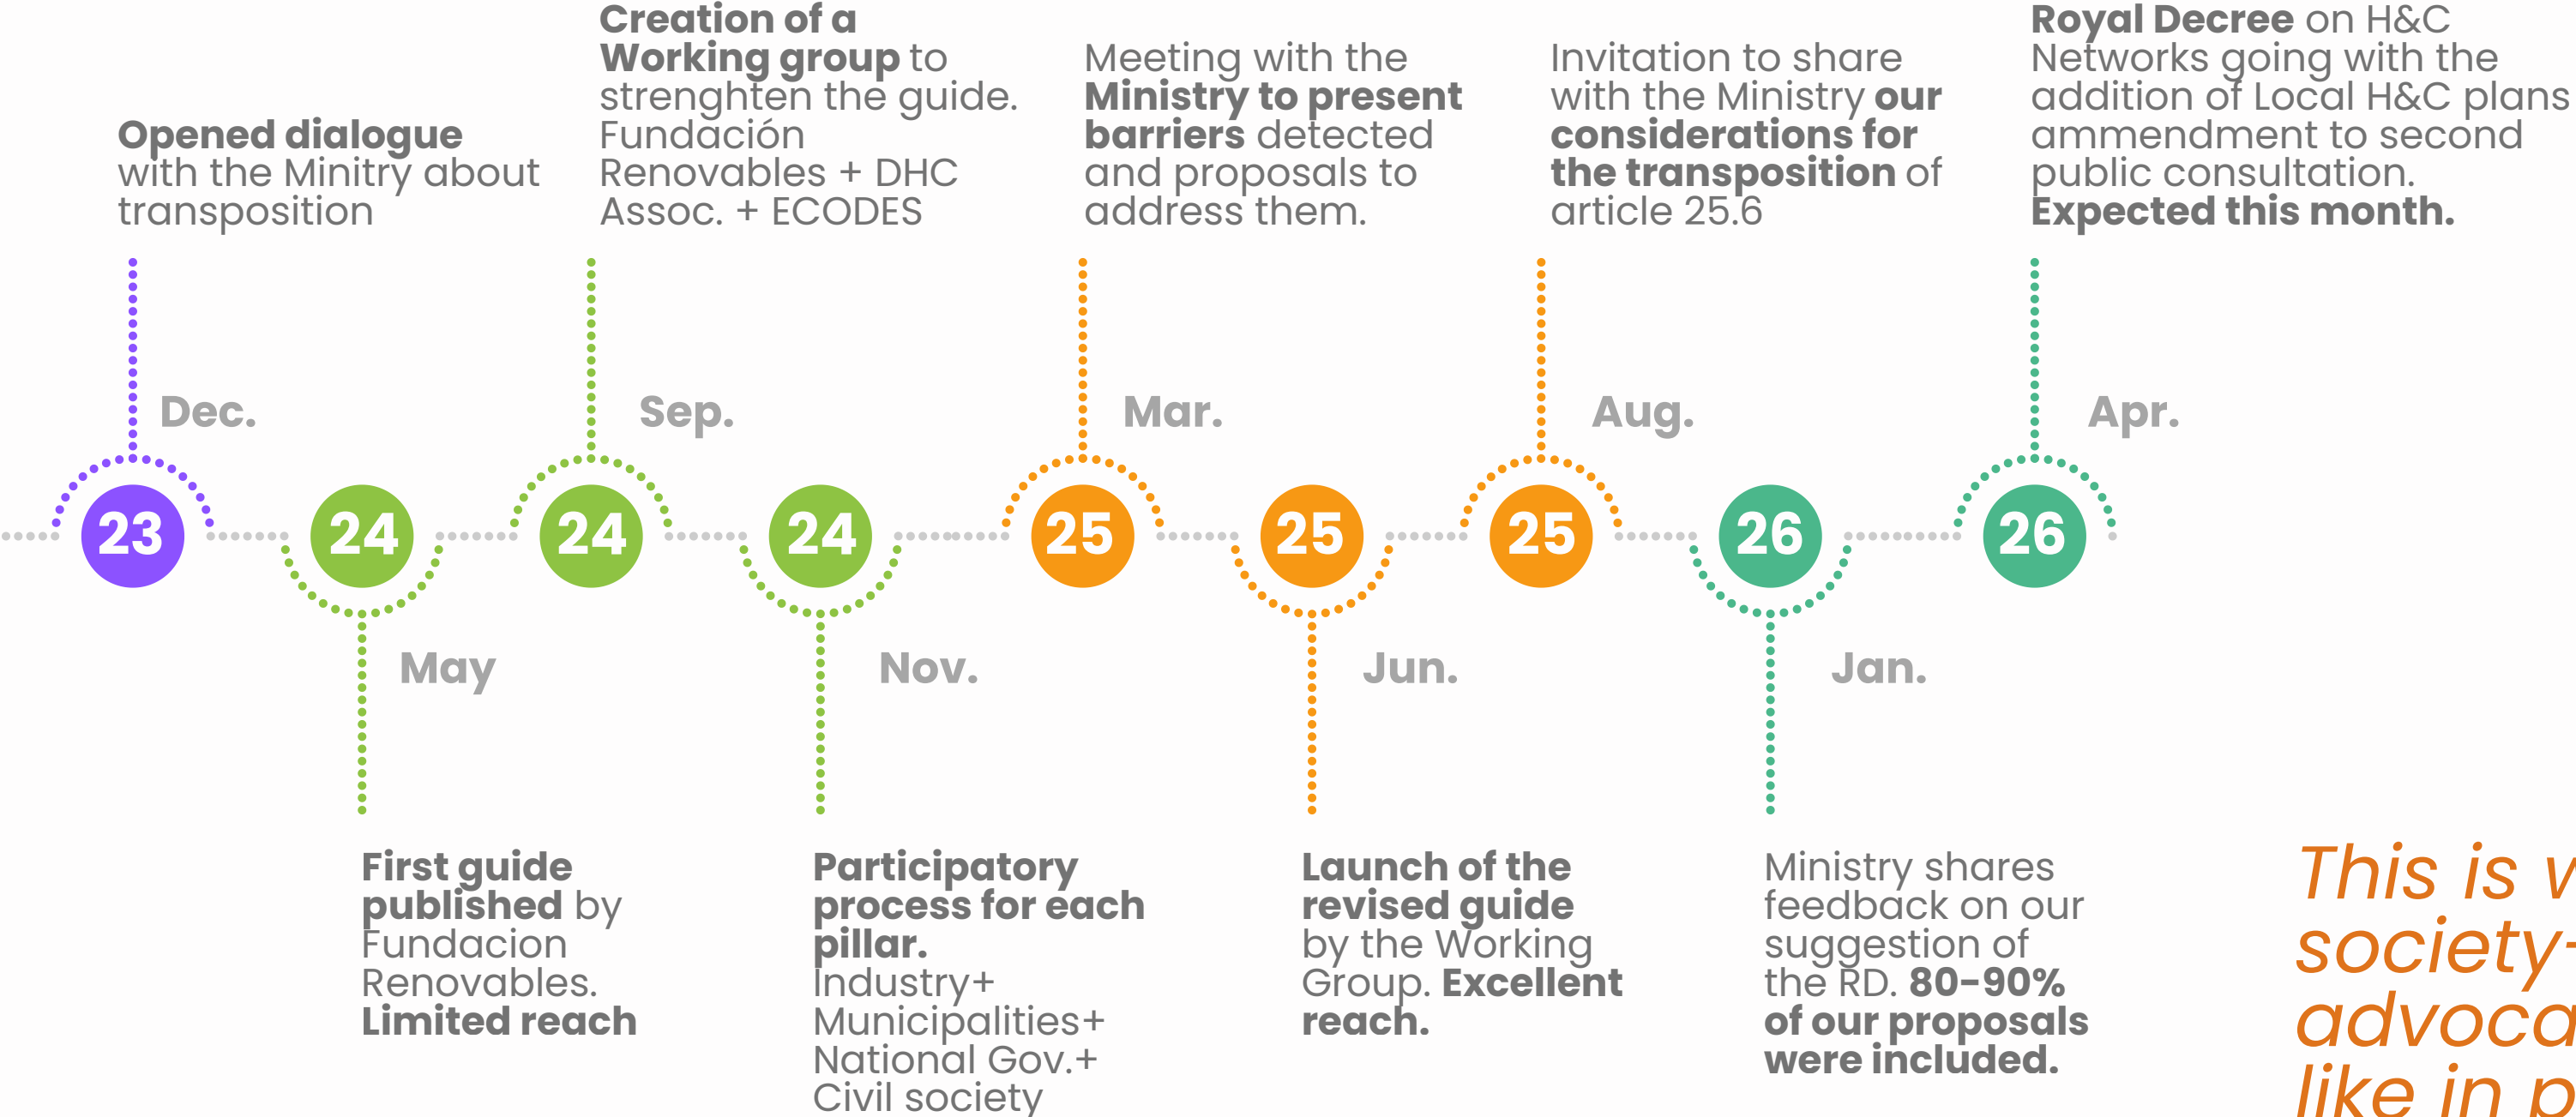 Opened dialogue
with the Minitry about
transposition
Creation of a
Working group to
strenghten the guide.
Fundación
Renovables + DHC
Assoc. + ECODES
Meeting with the
Ministry to present
barriers detected
and proposals to
address them.
Invitation to share
with the Ministry our
considerations for
the transposition of
article 25.6
Royal Decree on H&C
Networks going with the
addition of Local H&C plans
ammendment to second
public consultation.
Expected this month.
Dec.
Sep.
Mar.
Aug.
Apr.
23
24
24
24
25
25
25
26
26
May
Nov.
Jun.
Jan.
First guide
published by
Fundacion
Renovables.
Limited reach
Participatory
process for each
pillar.
Industry+
Municipalities+
National Gov.+
Civil society
Launch of the
revised guide
by the Working
Group. Excellent
reach.
Ministry shares
feedback on our
suggestion of
the RD. 80-90%
of our proposals
were included.
This is
society-
like in